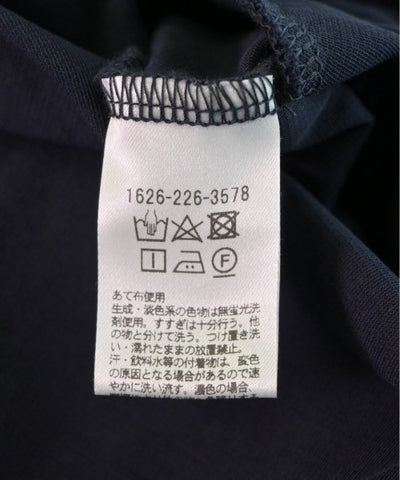 1626-226-3578
F
あて布使用
生成・淡色系の色物は無蛍光洗
剤使用。すすぎは十分行う。他
の物と分けて洗う。つけ置き洗
い・濡れたままの放置禁止。
汗・飲料水等の付着物は、変色
の原因となる場合があるので速
やかに洗い流す。濃色の場合、